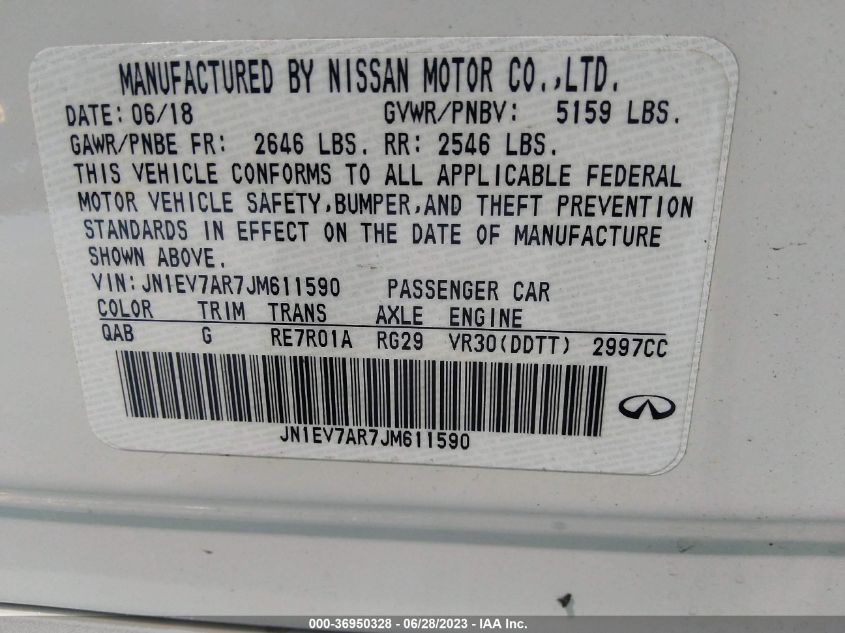 MANUFACTURED BY NISSAN MOTOR CO.,LTD.
DATE: 06/18 GVWR/PNBV: 5159 LBS.
GAWR/PNBE FR: 2646 LBS. RR: 2546 LBS.
THIS VEHICLE CONFORMS TO ALL APPLICABLE FEDERAL
MOTOR VEHICLE SAFETY,BUMPER,AND THEFT PREVENTION
STANDARDS IN EFFECT ON THE DATE OF MANUFACTURE
SHOWN ABOVE.
VIN: JN1EV7AR7JM611590 PASSENGER CAR
COLOR TRIM TRANS AXLE ENGINE
QAB G RE7R01A RG29 VR30(DDTT) 2997CC
JN1EV7AR7JM611590
000-36950328 - 06/28/2023 - IAA Inc.